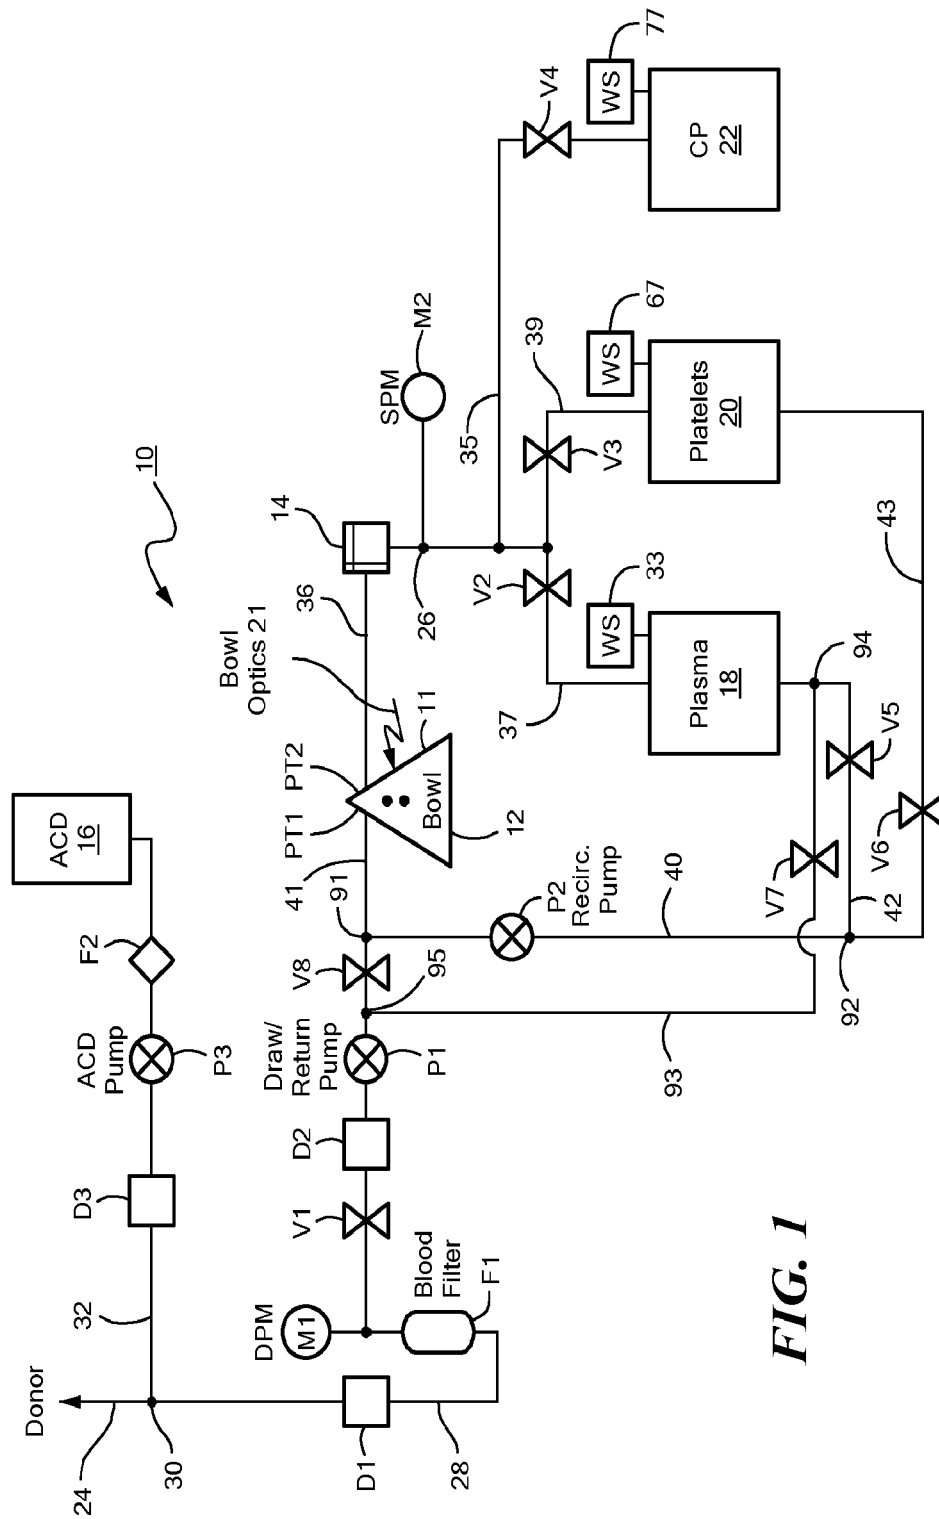 10
77
WS
V4
CP
22
M2
SPM
67
WS
39
Platelets
20
35
V3
43
14
26
V2
33
WS
36
37
Plasma
18
94
Bowl
Optics 21
11
PT2
PT1
Bowl
12
V5
V6
V7
42
92
ACD
16
F2
ACD
Pump
P3
D3
32
41
91
V8
95
P2
Recirc.
Pump
40
93
Draw/
Return
Pump
P1
D2
V1
DPM
M1
Blood
Filter
F1
Donor
24
30
D1
28
FIG. 1